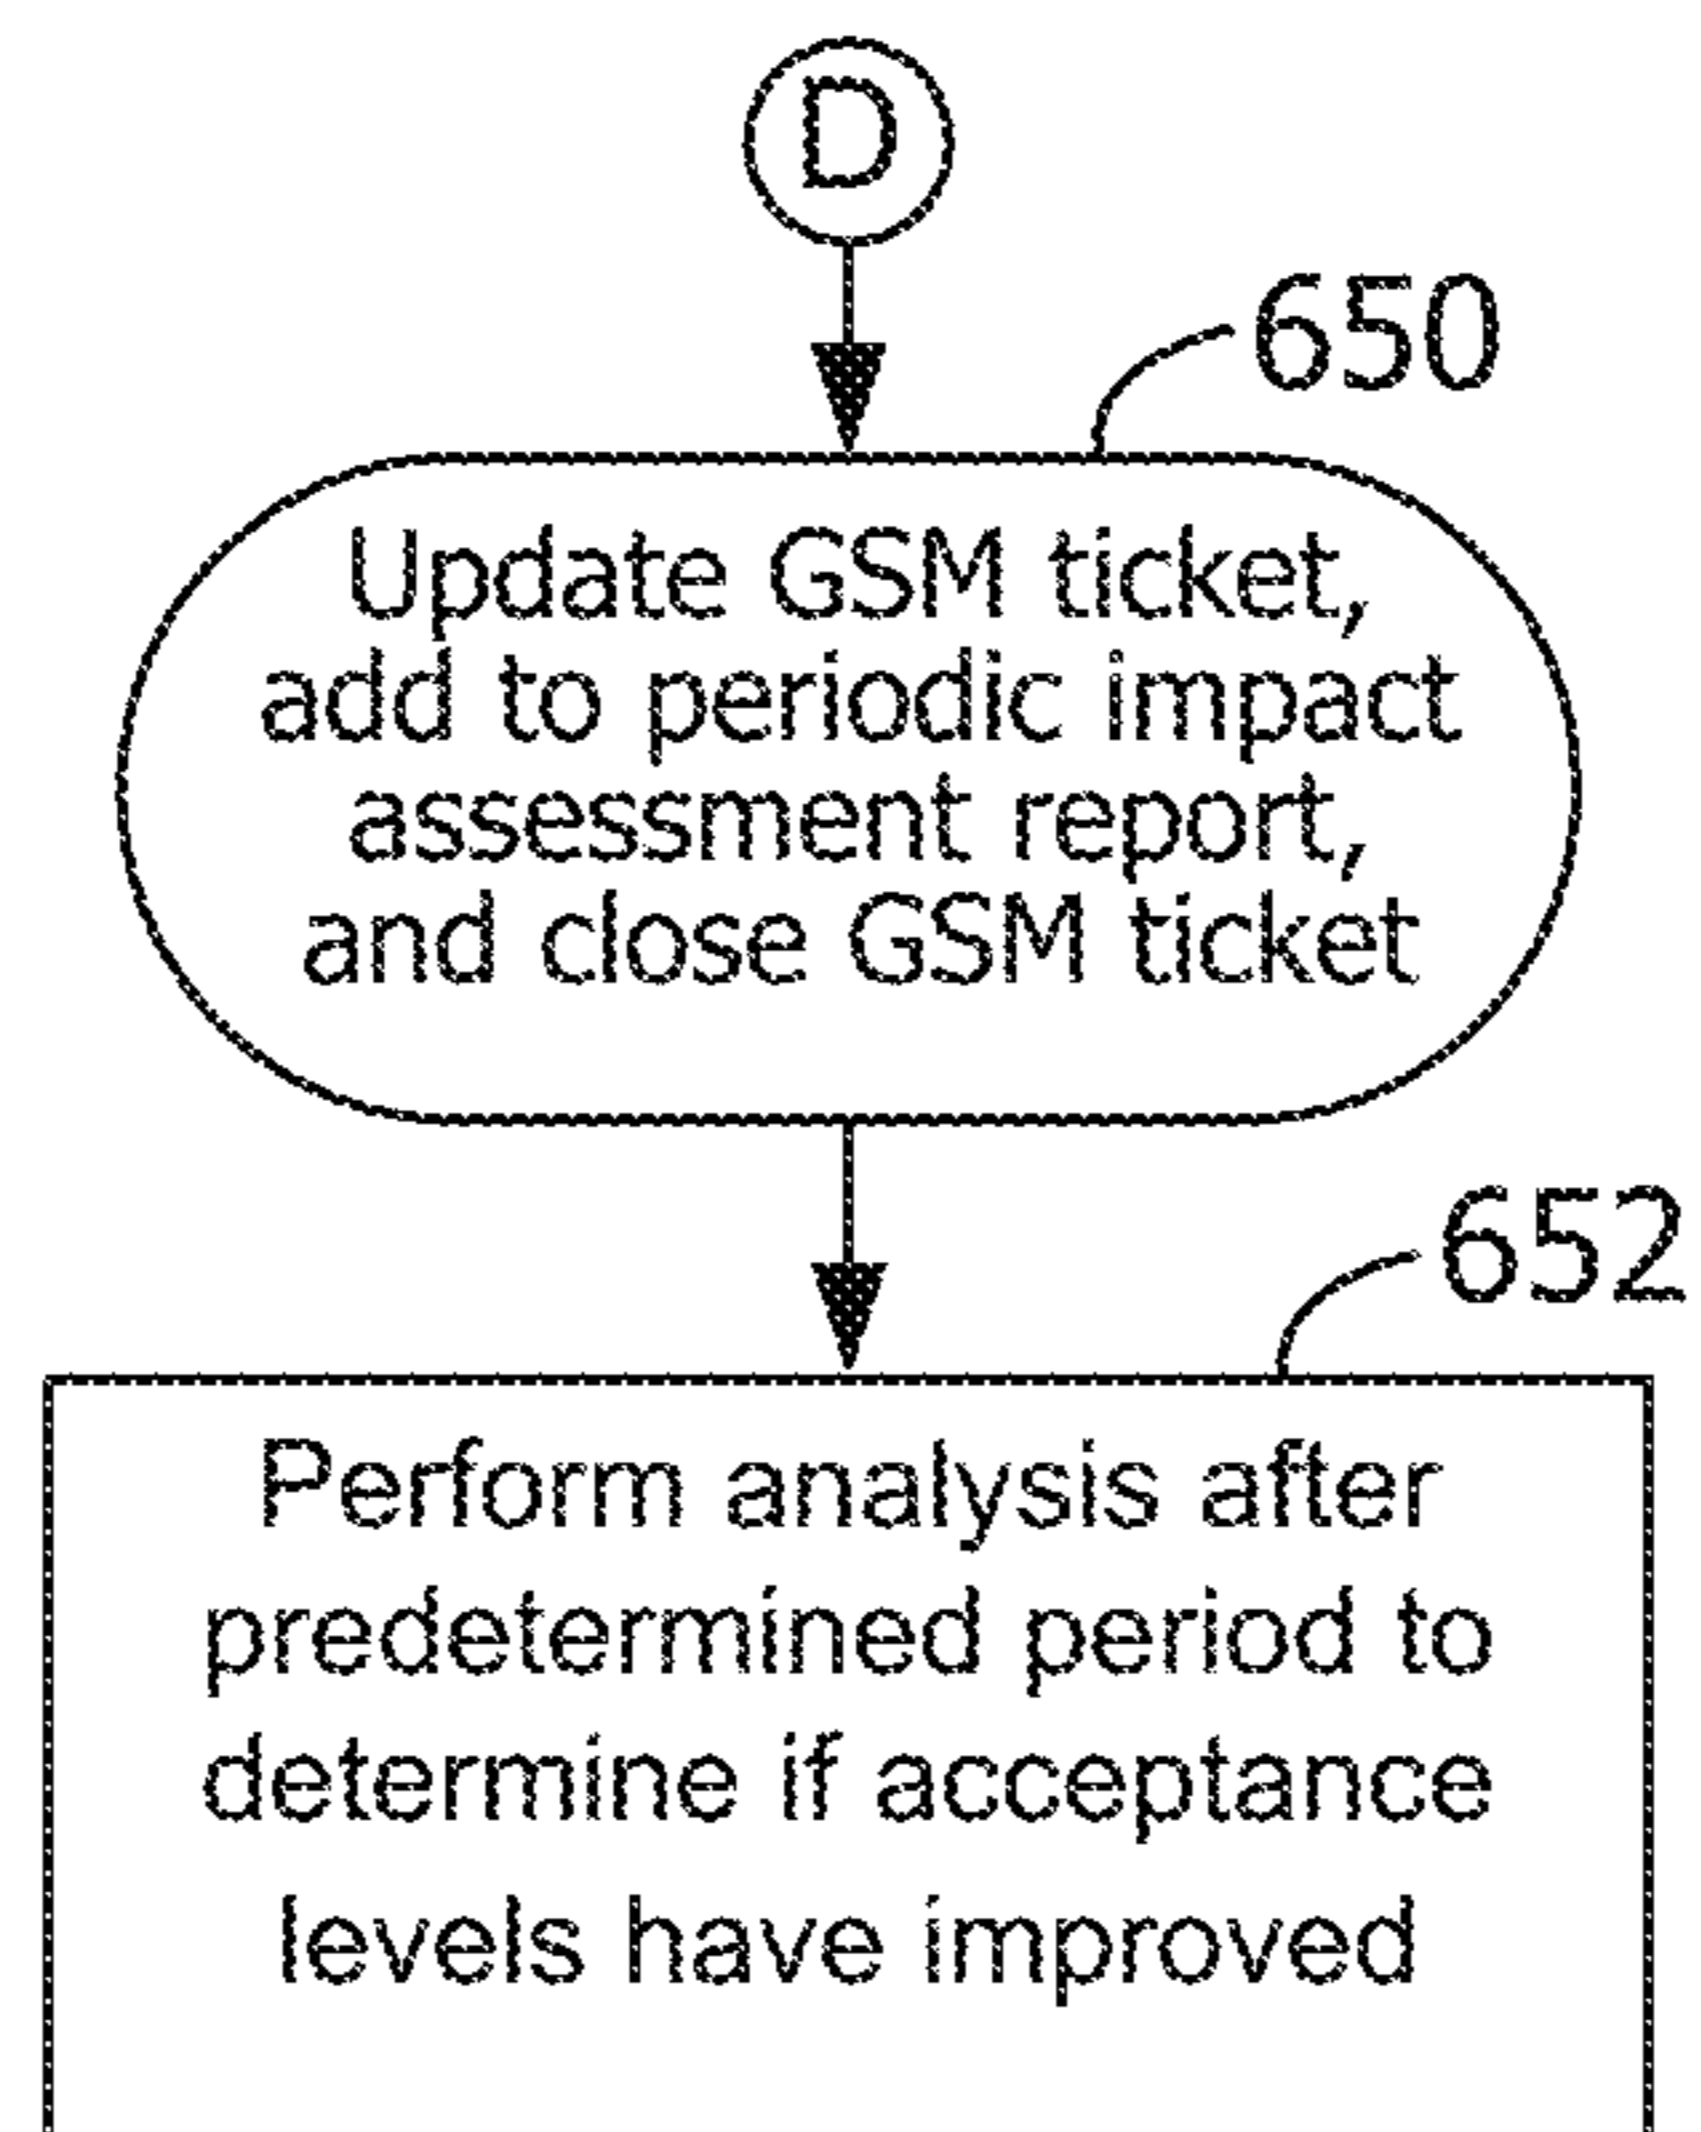 D
650
Update GSM ticket,
add to periodic impact
assessment report,
and close GSM ticket
652
Perform analysis after
predetermined period to
determine if acceptance
levels have improved